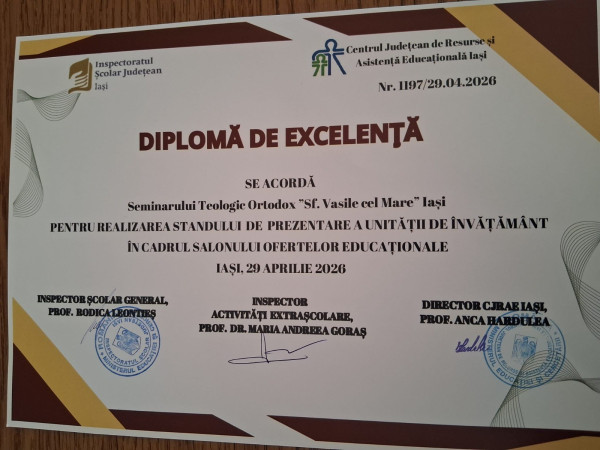 Inspectoratul
Școlar Județean
Iași
Centrul Județean de Resurse și
Asistență Educațională Iași
Nr. 1197/29.04.2026
DIPLOMĂ DE EXCELENȚĂ
SE ACORDĂ
Seminarului Teologic Ortodox "Sf. Vasile cel Mare" Iași
PENTRU REALIZAREA STANDULUI DE PREZENTARE A UNITĂȚII DE ÎNVĂȚĂMÂNT
ÎN CADRUL SALONULUI OFERTELOR EDUCAȚIONALE
IAȘI, 29 APRILIE 2026
INSPECTOR ȘCOLAR GENERAL,
PROF. RODICA LEONTIEȘ
INSPECTOR
ACTIVITĂȚI EXTRAȘCOLARE,
PROF. DR. MARIA ANDREEA GORAȘ
DIRECTOR CJRAE IAȘI,
PROF. ANCA HARDULEA